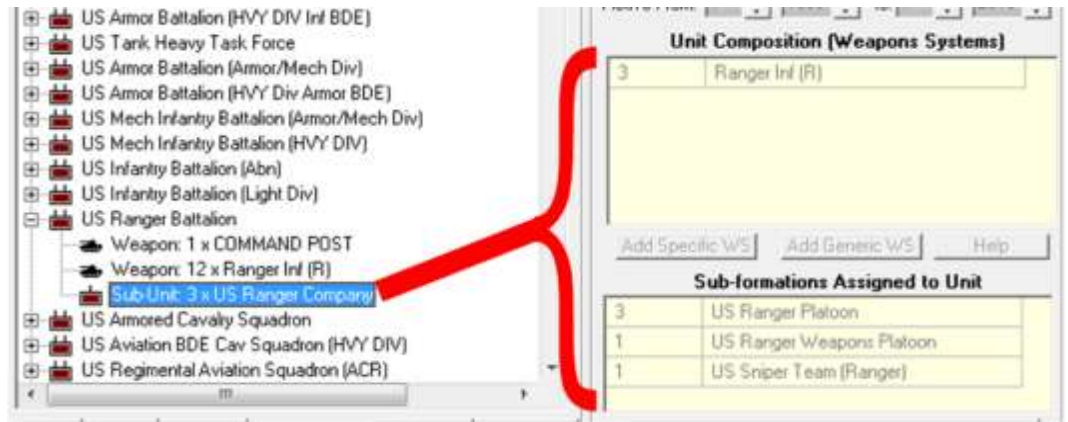 US Armor Battalion (HVY DIV Inf BDE)
US Tank Heavy Task Force
US Armor Battalion (Armor/Mech Div)
US Armor Battalion (HVY Div Armor BDE)
US Mech Infantry Battalion (Armor/Mech Div)
US Mech Infantry Battalion (HVY DIV)
US Infantry Battalion (Abn)
US Infantry Battalion (Light Div)
US Ranger Battalion
Weapon: 1 x COMMAND POST
Weapon: 12 x Ranger Inf (R)
Sub-Unit: 3 x US Ranger Company
US Armored Cavalry Squadron
US Aviation BDE Cav Squadron (HVY DIV)
US Regimental Aviation Squadron (ACR)
Unit Composition (Weapons Systems)
3 Ranger Inf (R)
Add Specific WS Add Generic WS Help
Sub-formations Assigned to Unit
3 US Ranger Platoon
1 US Ranger Weapons Platoon
1 US Sniper Team (Ranger)